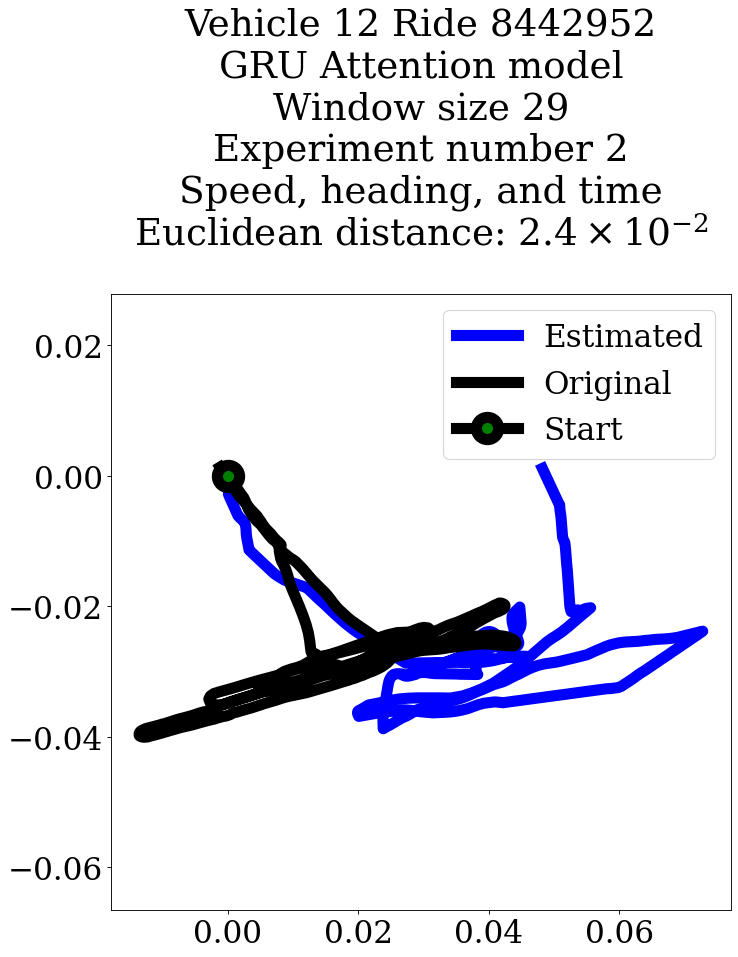 Vehicle 12 Ride 8442952
GRU Attention model
Window size 29
Experiment number 2
Speed, heading, and time
Euclidean distance: 2.4 × 10⁻²
Estimated
Original
Start
0.02
0.00
−0.02
−0.04
−0.06
0.00 0.02 0.04 0.06